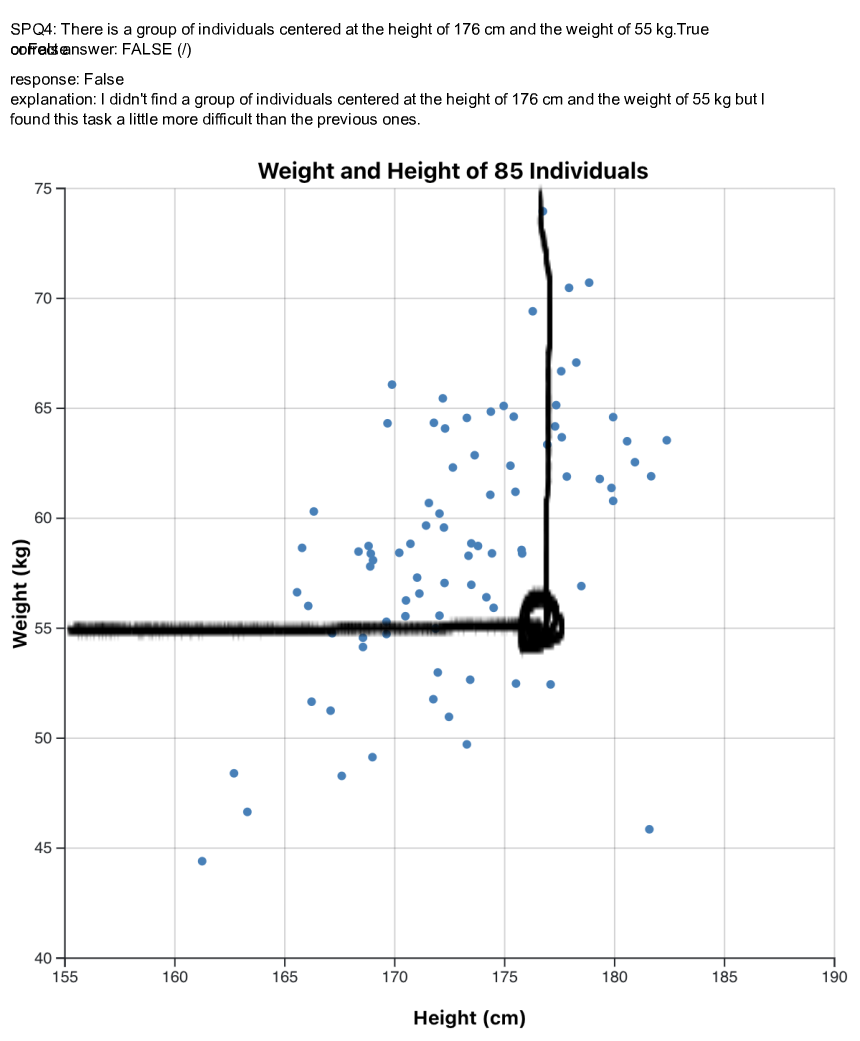 SPQ4: There is a group of individuals centered at the height of 176 cm and the weight of 55 kg.True
or False
correct answer: FALSE (/)
response: False
explanation: I didn't find a group of individuals centered at the height of 176 cm and the weight of 55 kg but I
found this task a little more difficult than the previous ones.
Weight and Height of 85 Individuals
75
70
65
60
55
50
45
40
Weight (kg)
155 160 165 170 175 180 185 190
Height (cm)